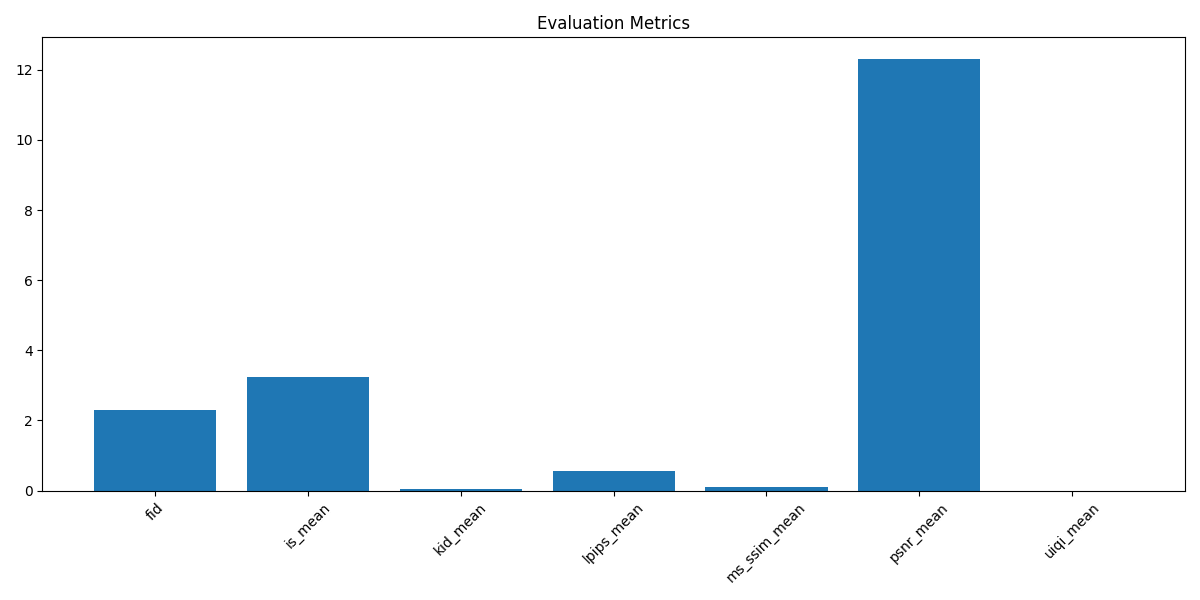 Evaluation Metrics
12
10
8
6
4
2
0
fid
is_mean
kid_mean
lpips_mean
ms_ssim_mean
psnr_mean
uiqi_mean